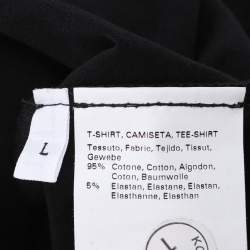 L
T-SHIRT, CAMISETA, TEE-SHIRT
Tessuto, Fabric, Tejido, Tissut,
Gewebe
95% Cotone, Cotton, Algodon,
Coton, Baumwolle
5% Elastan, Elastane, Elastan,
Elasthanne, Elasthan